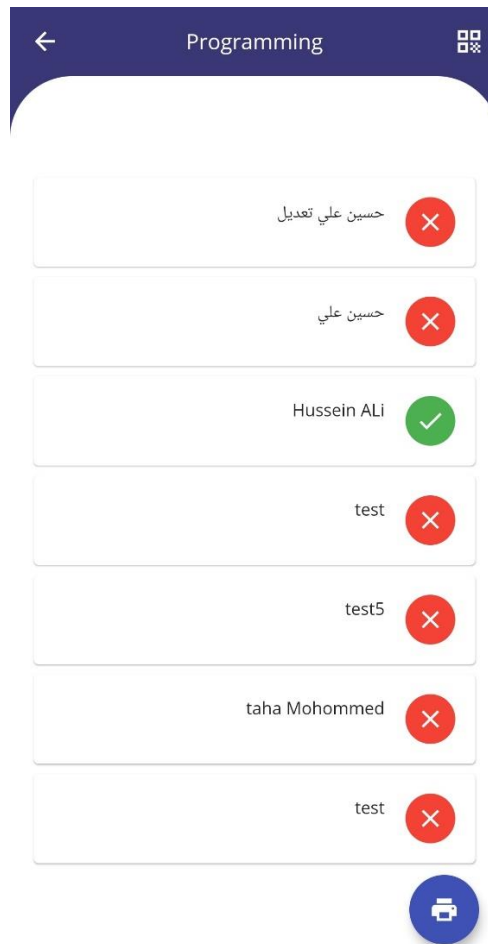 Programming
حسين علي تعديل
حسين علي
Hussein ALi
test
test5
taha Mohommed
test